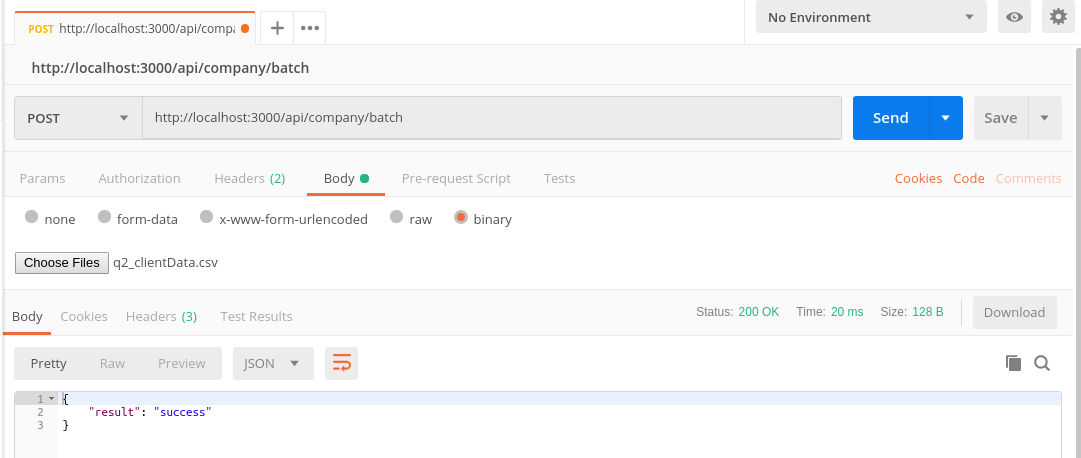 POST http://localhost:3000/api/compa
No Environment
http://localhost:3000/api/company/batch
POST http://localhost:3000/api/company/batch Send Save
Params Authorization Headers (2) Body Pre-request Script Tests Cookies Code Comments
none form-data x-www-form-urlencoded raw binary
Choose Files q2_clientData.csv
Body Cookies Headers (3) Test Results Status: 200 OK Time: 20 ms Size: 128 B Download
Pretty Raw Preview JSON
1 {
2 "result": "success"
3 }